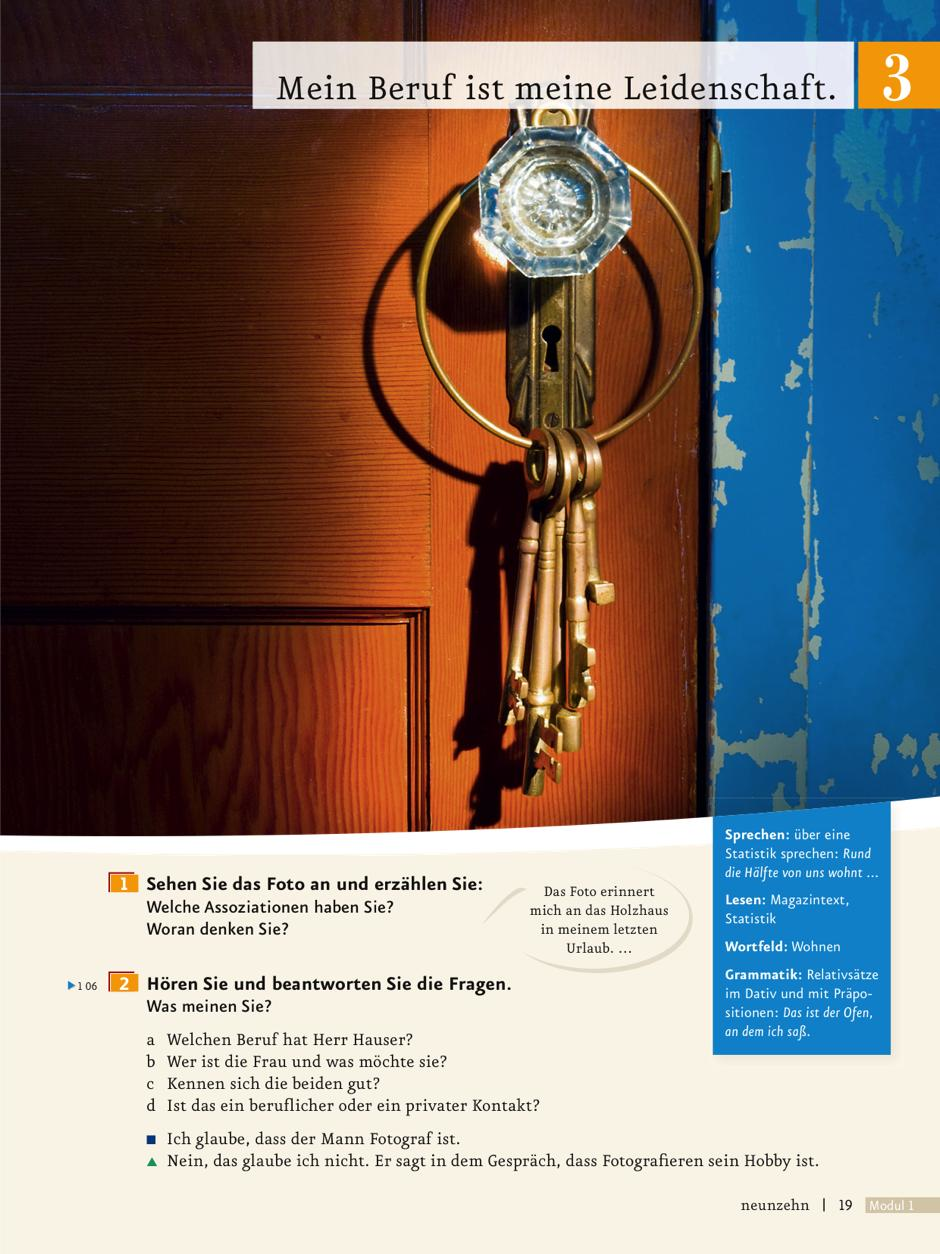 Mein Beruf ist meine Leidenschaft.
3
1
Sehen Sie das Foto an und erzählen Sie:
Welche Assoziationen haben Sie?
Woran denken Sie?
Das Foto erinnert
mich an das Holzhaus
in meinem letzten
Urlaub. …
▶1 06
2
Hören Sie und beantworten Sie die Fragen.
Was meinen Sie?
a Welchen Beruf hat Herr Hauser?
b Wer ist die Frau und was möchte sie?
c Kennen sich die beiden gut?
d Ist das ein beruflicher oder ein privater Kontakt?
■ Ich glaube, dass der Mann Fotograf ist.
▲ Nein, das glaube ich nicht. Er sagt in dem Gespräch, dass Fotografieren sein Hobby ist.
Sprechen: über eine
Statistik sprechen: Rund
die Hälfte von uns wohnt …
Lesen: Magazintext,
Statistik
Wortfeld: Wohnen
Grammatik: Relativsätze
im Dativ und mit Präpo-
sitionen: Das ist der Ofen,
an dem ich saß.
neunzehn | 19 Modul 1